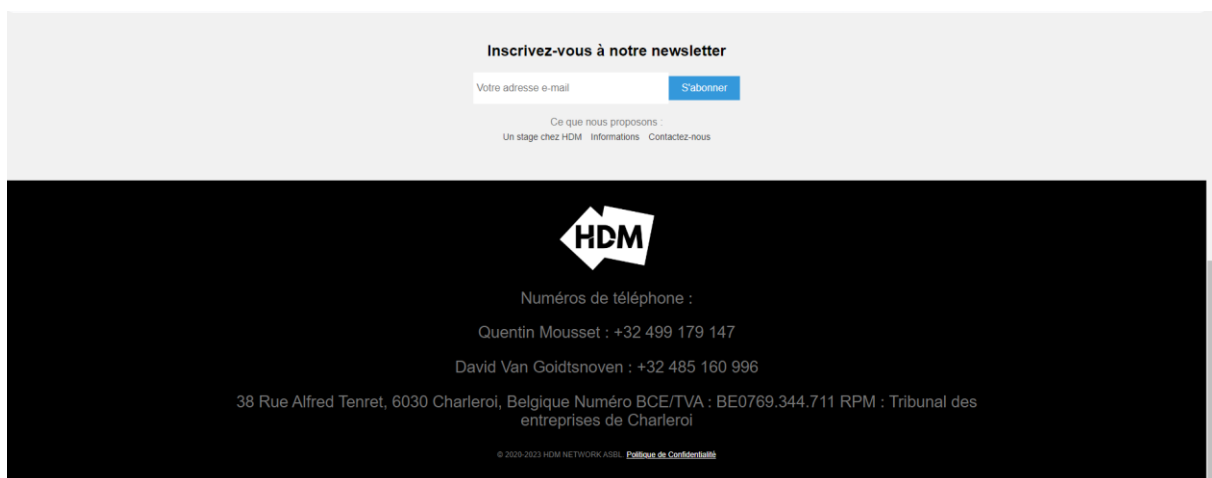 Inscrivez-vous à notre newsletter
Votre adresse e-mail S'abonner
Ce que nous proposons :
Un stage chez HDM Informations Contactez-nous
HDM
Numéros de téléphone :
Quentin Mousset : +32 499 179 147
David Van Goidtsnoven : +32 485 160 996
38 Rue Alfred Tenret, 6030 Charleroi, Belgique Numéro BCE/TVA : BE0769.344.711 RPM : Tribunal des
entreprises de Charleroi
© 2020-2023 HDM NETWORK ASBL. Politique de Confidentialité